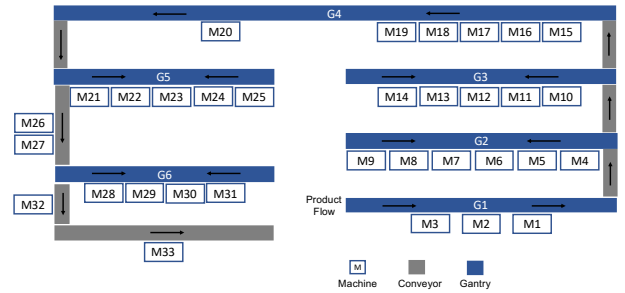 G4
M20 M19 M18 M17 M16 M15
G5 G3
M21 M22 M23 M24 M25 M14 M13 M12 M11 M10
M26
M27
G2
M9 M8 M7 M6 M5 M4
G6
M28 M29 M30 M31
M32
Product
Flow
G1
M3 M2 M1
M33
M
Machine Conveyor Gantry